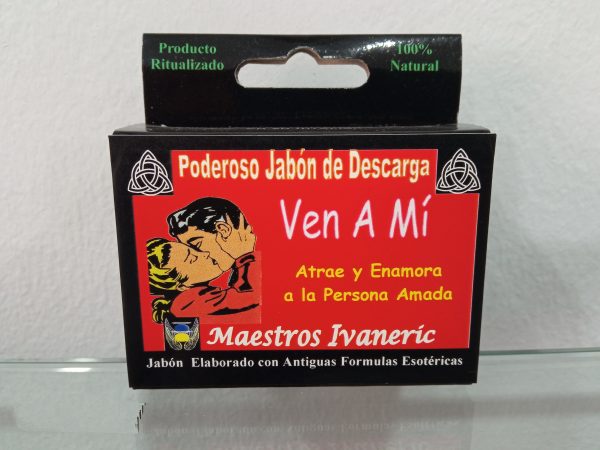 Producto
Ritualizado
100%
Natural
Poderoso Jabón de Descarga
Ven A Mí
Atrae y Enamora
a la Persona Amada
Maestros Ivaneric
Jabón Elaborado con Antiguas Formulas Esotéricas